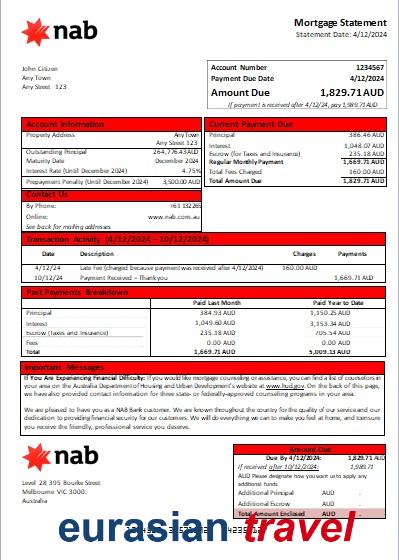 nab
Mortgage Statement
Statement Date: 4/12/2024
John Citizen
Any Town
Any Street 123
Account Number 1234567
Payment Due Date 4/12/2024
Amount Due 1,829.71 AUD
If payment is received after 4/12/24, pay 1,989.71 AUD
Account Information
Property Address Any Town
Any Street 123
Outstanding Principal 264,776.43 AUD
Maturity Date December 2024
Interest Rate (Until December 2024) 4.75%
Prepayment Penalty (Until December 2024) 3,500.00 AUD
Contact Us
By Phone: +61 132265
Online: www.nab.com.au
See back for mailing addresses
Current Payment Due
Principal 386.46 AUD
Interest 1,048.07 AUD
Escrow (for Taxes and Insurance) 235.18 AUD
Regular Monthly Payment 1,669.71 AUD
Total Fees Charged 160.00 AUD
Total Amount Due 1,829.71 AUD
Transaction Activity (4/12/2024 – 10/12/2024)
Date Description Charges Payments
4/12/24 Late Fee (charged because payment was received after 4/12/2024) 160.00 AUD
10/12/24 Payment Received – Thank you 1,669.71 AUD
Past Payments Breakdown
Paid Last Month Paid Year to Date
Principal 384.93 AUD 1,150.25 AUD
Interest 1,049.60 AUD 3,153.34 AUD
Escrow (Taxes and Insurance) 235.18 AUD 705.54 AUD
Fees 0.00 AUD 0.00 AUD
Total 1,669.71 AUD 5,009.13 AUD
Important Messages
If You Are Experiencing Financial Difficulty: If you would like mortgage counseling or assistance, you can find a list of counselors in
your area on the Australia Department of Housing and Urban Development's website at www.hud.gov. On the back of this page,
we have also provided contact information for three state- or federally-approved counseling programs in your area.
We are pleased to have you as a NAB Bank customer. We are known throughout the country for the quality of our service and our
dedication to providing financial security for our customers. We will do everything we can to make you feel at home, and to ensure
you receive the friendly, professional service you deserve.
nab
Level 28 395 Bourke Street
Melbourne VIC 3000.
Australia
Amount Due
Due By 4/12/2024: 1,829.71 AUD
If received after 10/12/2024: 1,989.71
AUD Please designate how you want us to apply any
additional funds.
Additional Principal AUD .
Additional Escrow AUD .
Total Amount Enclosed AUD .
eurasian-travel